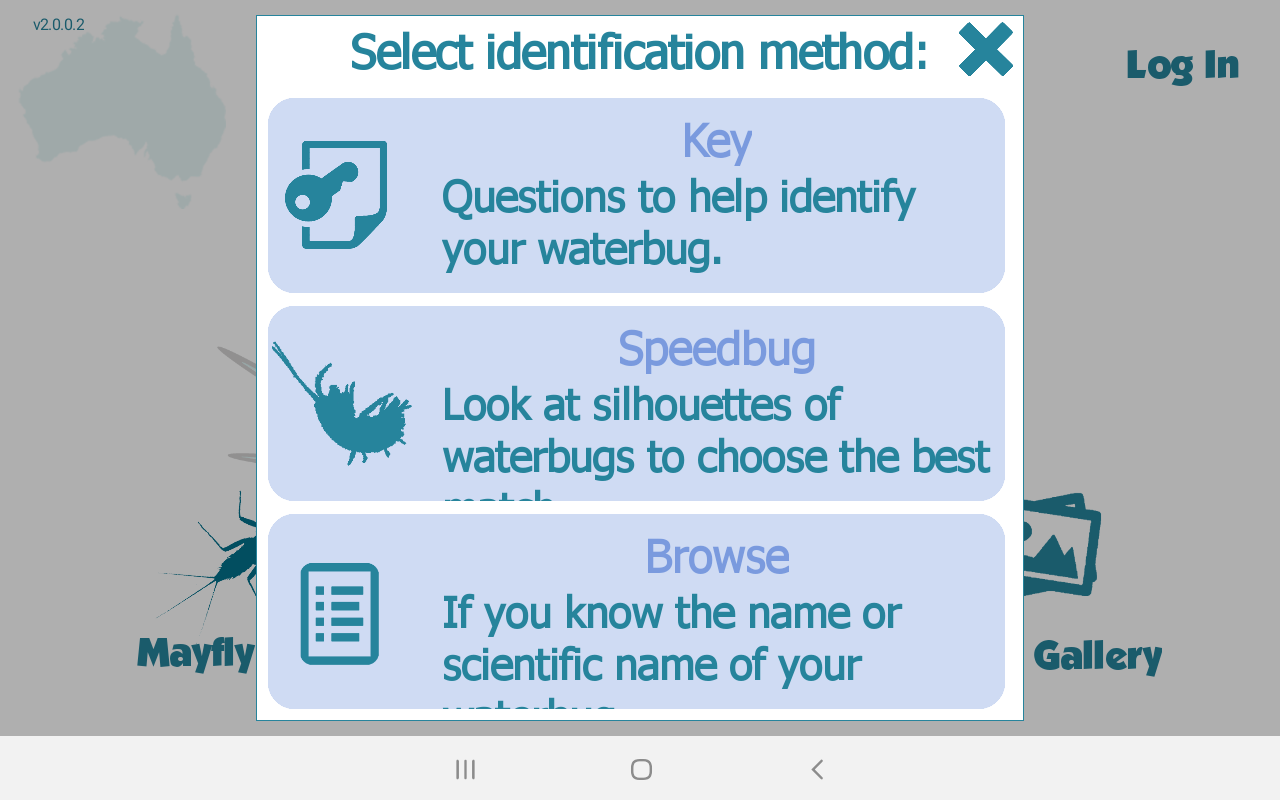 v2.0.0.2
Select identification method:
Log In
Key
Questions to help identify
your waterbug.
Speedbug
Look at silhouettes of
waterbugs to choose the best
match
Browse
If you know the name or
scientific name of your
waterbug
Mayfly
Gallery